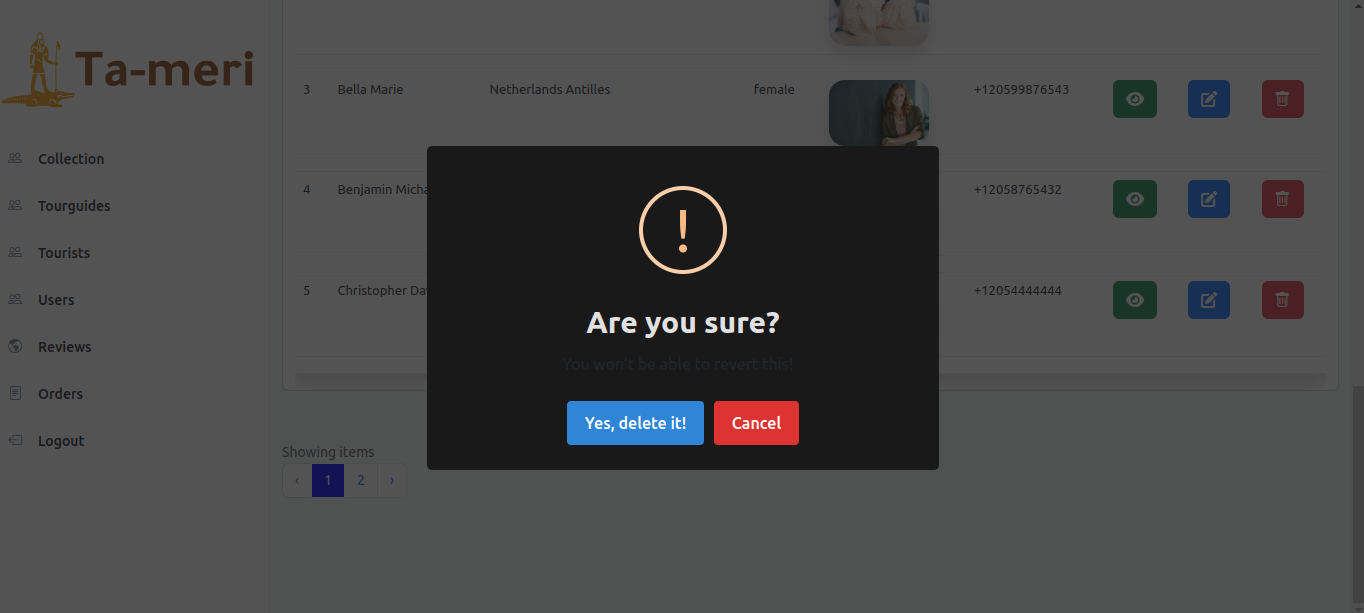 Ta-meri
Collection
Tourguides
Tourists
Users
Reviews
Orders
Logout
3 Bella Marie Netherlands Antilles female +120599876543
4 Benjamin Micha +12058765432
5 Christopher Da +12054444444
!
Are you sure?
You won't be able to revert this!
Yes, delete it! Cancel
Showing items
‹ 1 2 ›